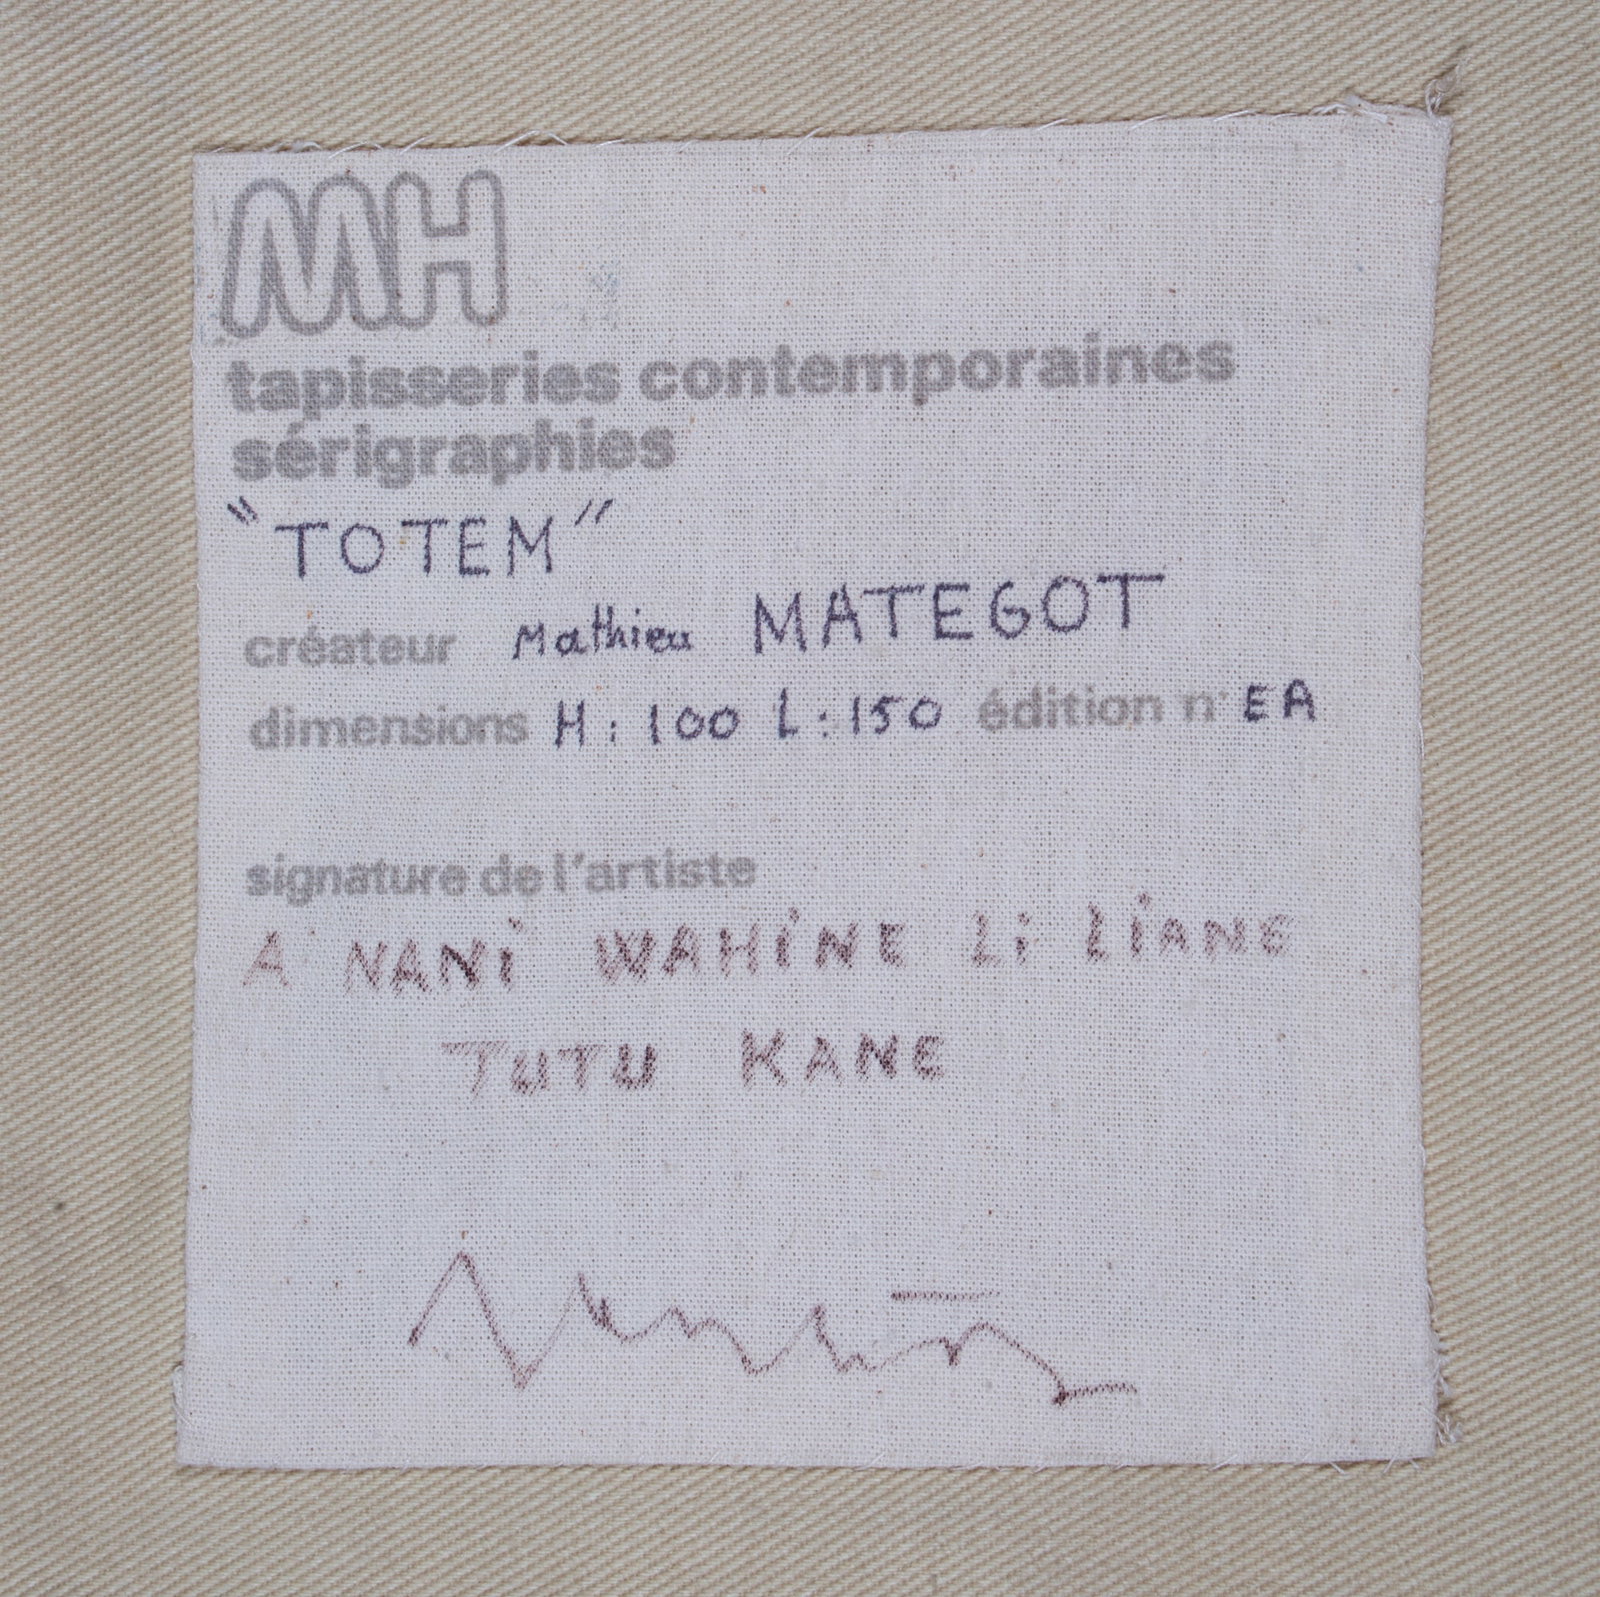 MH
tapisseries contemporaines
sérigraphies
"TOTEM"
créateur Mathieu MATEGOT
dimensions H : 100 L : 150 édition n° EA
signature de l'artiste
A NANi WAHiNE Li LiANE
TUTU KANE